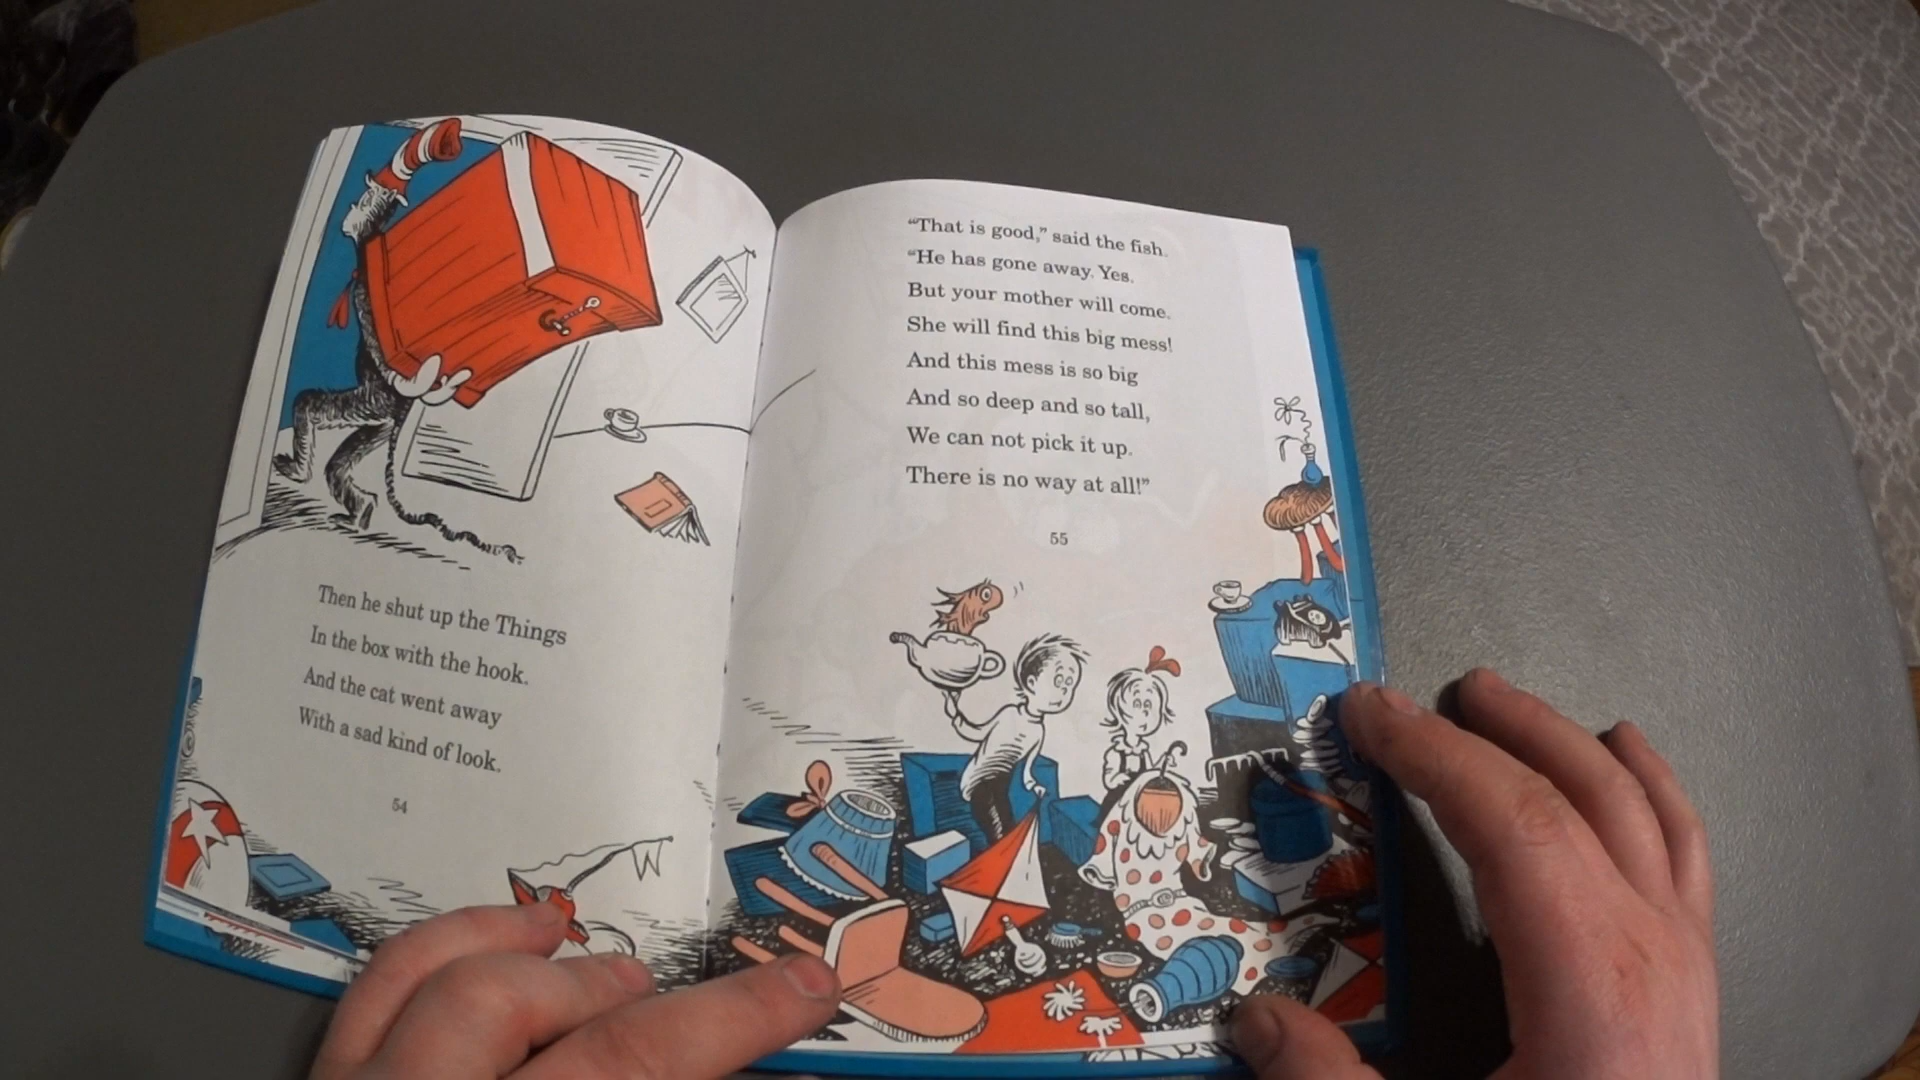 Then he shut up the Things
In the box with the hook.
And the cat went away
With a sad kind of look.
54
“That is good,” said the fish.
“He has gone away. Yes.
But your mother will come.
She will find this big mess!
And this mess is so big
And so deep and so tall,
We can not pick it up.
There is no way at all!”
55